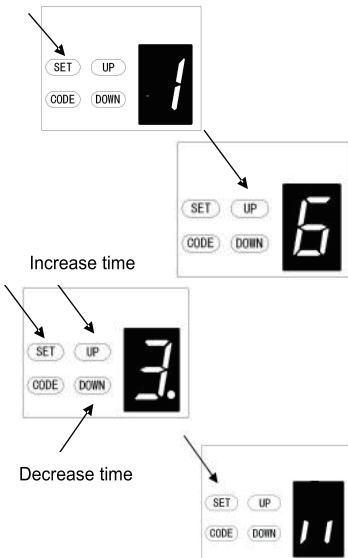 SET UP
CODE DOWN
1
SET UP
CODE DOWN
6
Increase time
SET UP
CODE DOWN
3.
Decrease time
SET UP
CODE DOWN
11